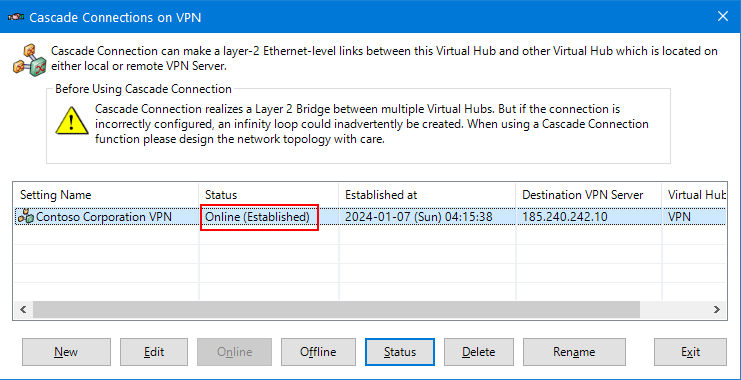 Cascade Connections on VPN
Cascade Connection can make a layer-2 Ethernet-level links between this Virtual Hub and other Virtual Hub which is located on
either local or remote VPN Server.
Before Using Cascade Connection
Cascade Connection realizes a Layer 2 Bridge between multiple Virtual Hubs. But if the connection is
incorrectly configured, an infinity loop could inadvertently be created. When using a Cascade Connection
function please design the network topology with care.
Setting Name Status Established at Destination VPN Server Virtual Hub
Contoso Corporation VPN Online (Established) 2024-01-07 (Sun) 04:15:38 185.240.242.10 VPN
New Edit Online Offline Status Delete Rename Exit